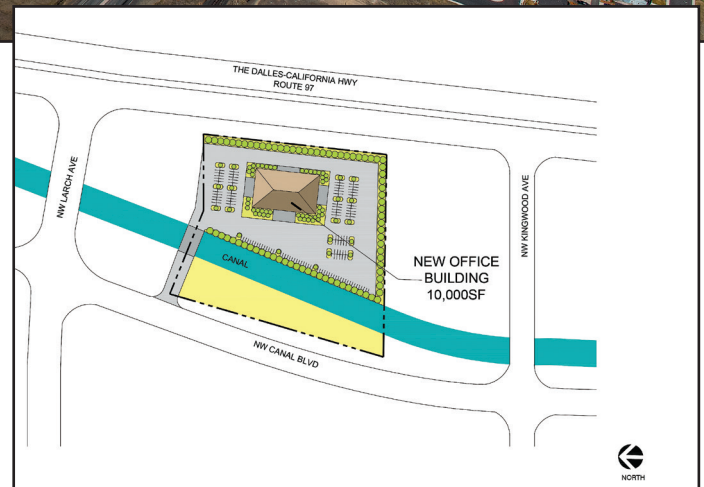 THE DALLES-CALIFORNIA HWY
ROUTE 97
NW LARCH AVE
NW KINGWOOD AVE
CANAL
NEW OFFICE
BUILDING
10,000SF
NW CANAL BLVD
NORTH